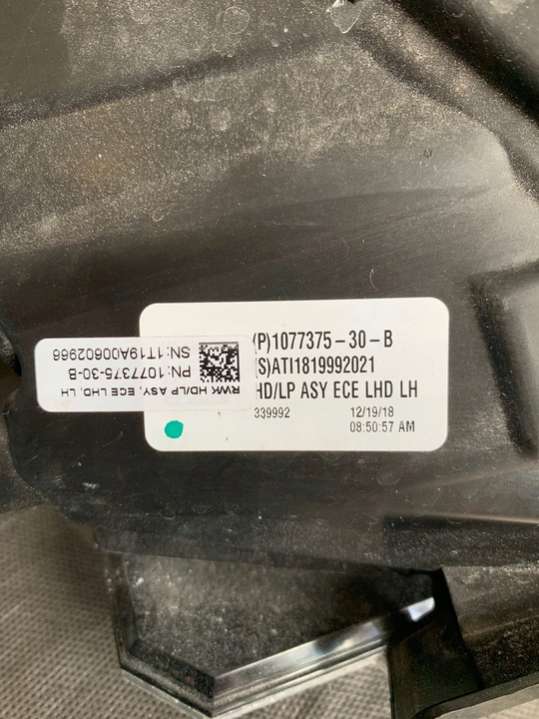 (P)1077375-30-B
(S)ATI1819992021
HD/LP ASY ECE LHD LH
339992
12/19/18
08:50:57 AM
RWK HD/LP ASY, ECE LHD, LH
PN: 1077375-30-B
SN: 1T19A00602966